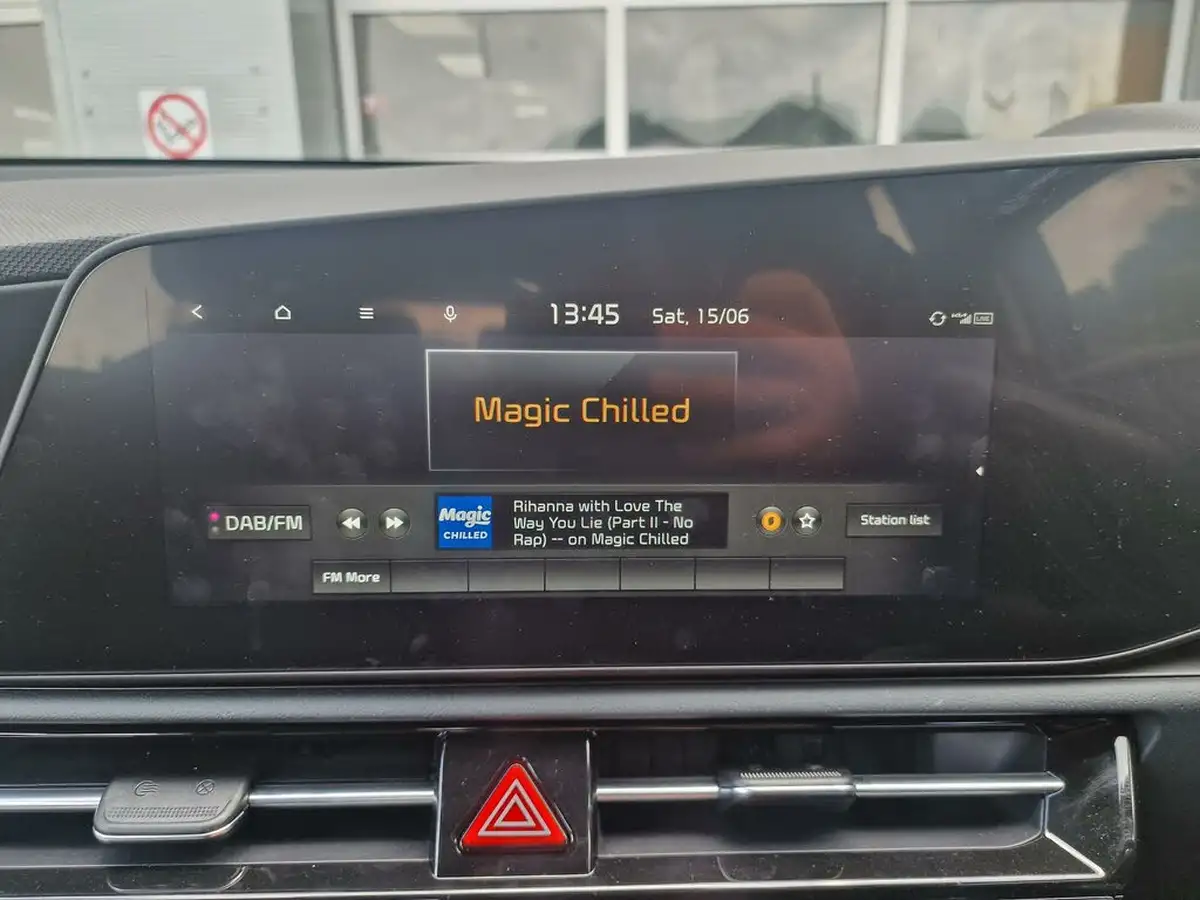 13:45 Sat, 15/06
Magic Chilled
DAB/FM
Magic
CHILLED
Rihanna with Love The
Way You Lie (Part II - No
Rap) -- on Magic Chilled
Station list
FM More